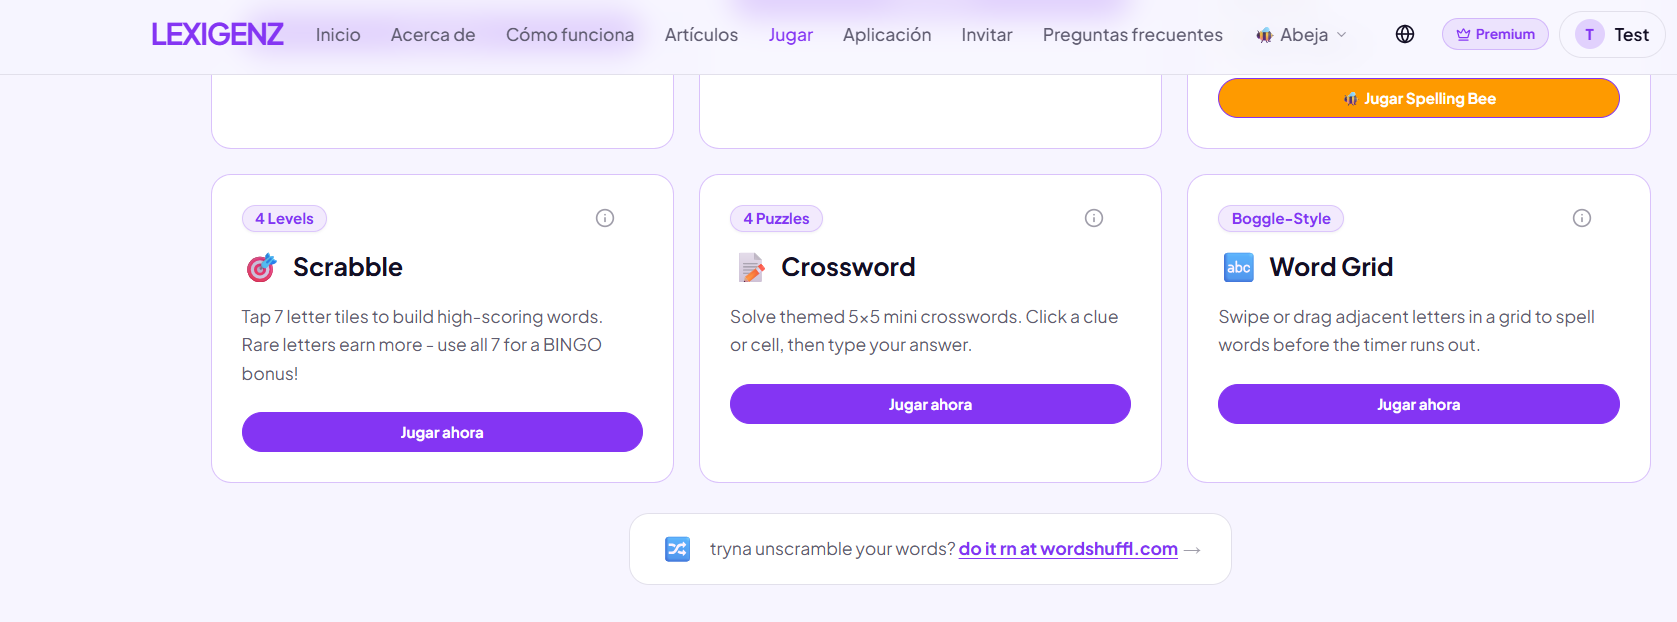 LEXIGENZ Inicio Acerca de Cómo funciona Artículos Jugar Aplicación Invitar Preguntas frecuentes Abeja Premium T Test
Jugar Spelling Bee
4 Levels
Scrabble
Tap 7 letter tiles to build high-scoring words.
Rare letters earn more - use all 7 for a BINGO
bonus!
Jugar ahora
4 Puzzles
Crossword
Solve themed 5×5 mini crosswords. Click a clue
or cell, then type your answer.
Jugar ahora
Boggle-Style
abc Word Grid
Swipe or drag adjacent letters in a grid to spell
words before the timer runs out.
Jugar ahora
tryna unscramble your words? do it rn at wordshuffl.com →